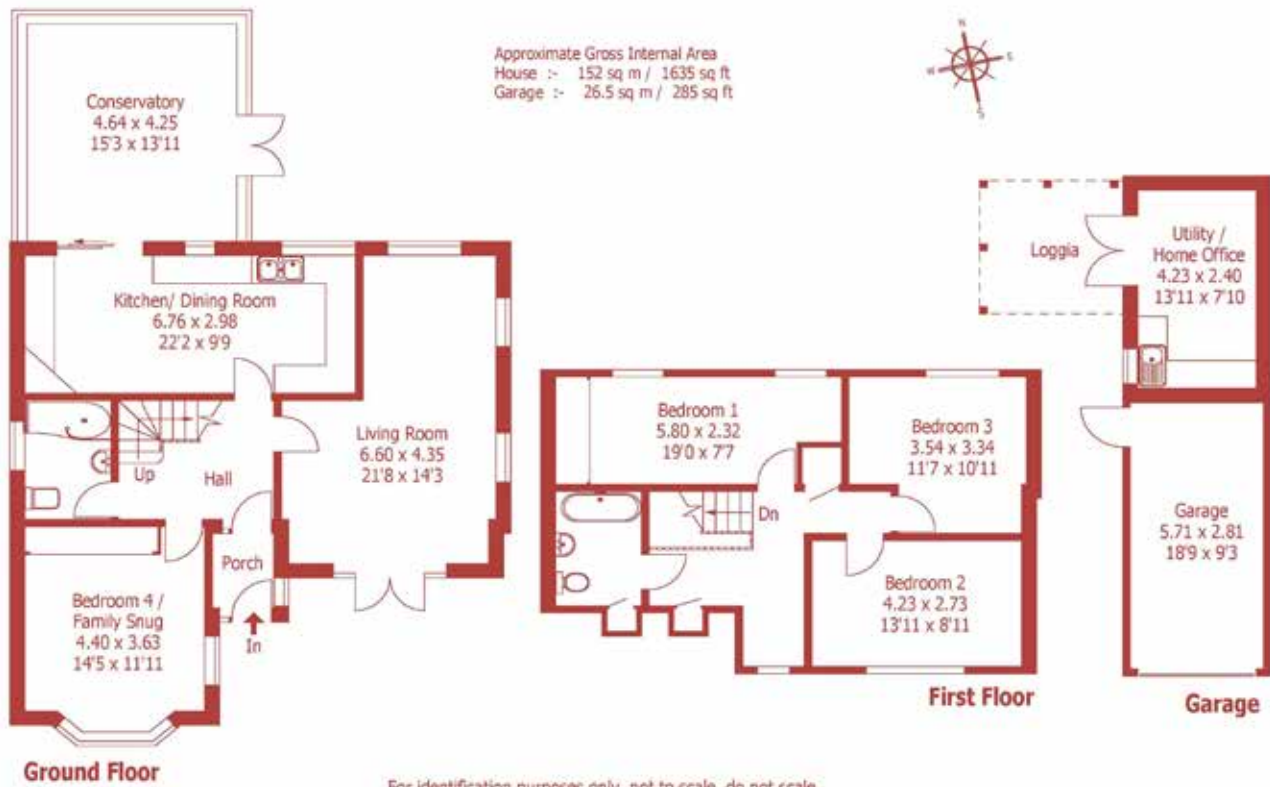 Approximate Gross Internal Area
House :- 152 sq m / 1635 sq ft
Garage :- 26.5 sq m / 285 sq ft
N
W
S
S
Conservatory
4.64 x 4.25
15'3 x 13'11
Kitchen/ Dining Room
6.76 x 2.98
22'2 x 9'9
Living Room
6.60 x 4.35
21'8 x 14'3
Up
Hall
Porch
In
Bedroom 4 /
Family Snug
4.40 x 3.63
14'5 x 11'11
Ground Floor
Bedroom 1
5.80 x 2.32
19'0 x 7'7
Bedroom 3
3.54 x 3.34
11'7 x 10'11
Dn
Bedroom 2
4.23 x 2.73
13'11 x 8'11
First Floor
Loggia
Utility /
Home Office
4.23 x 2.40
13'11 x 7'10
Garage
5.71 x 2.81
18'9 x 9'3
Garage
For identification purposes only, not to scale, do not scale